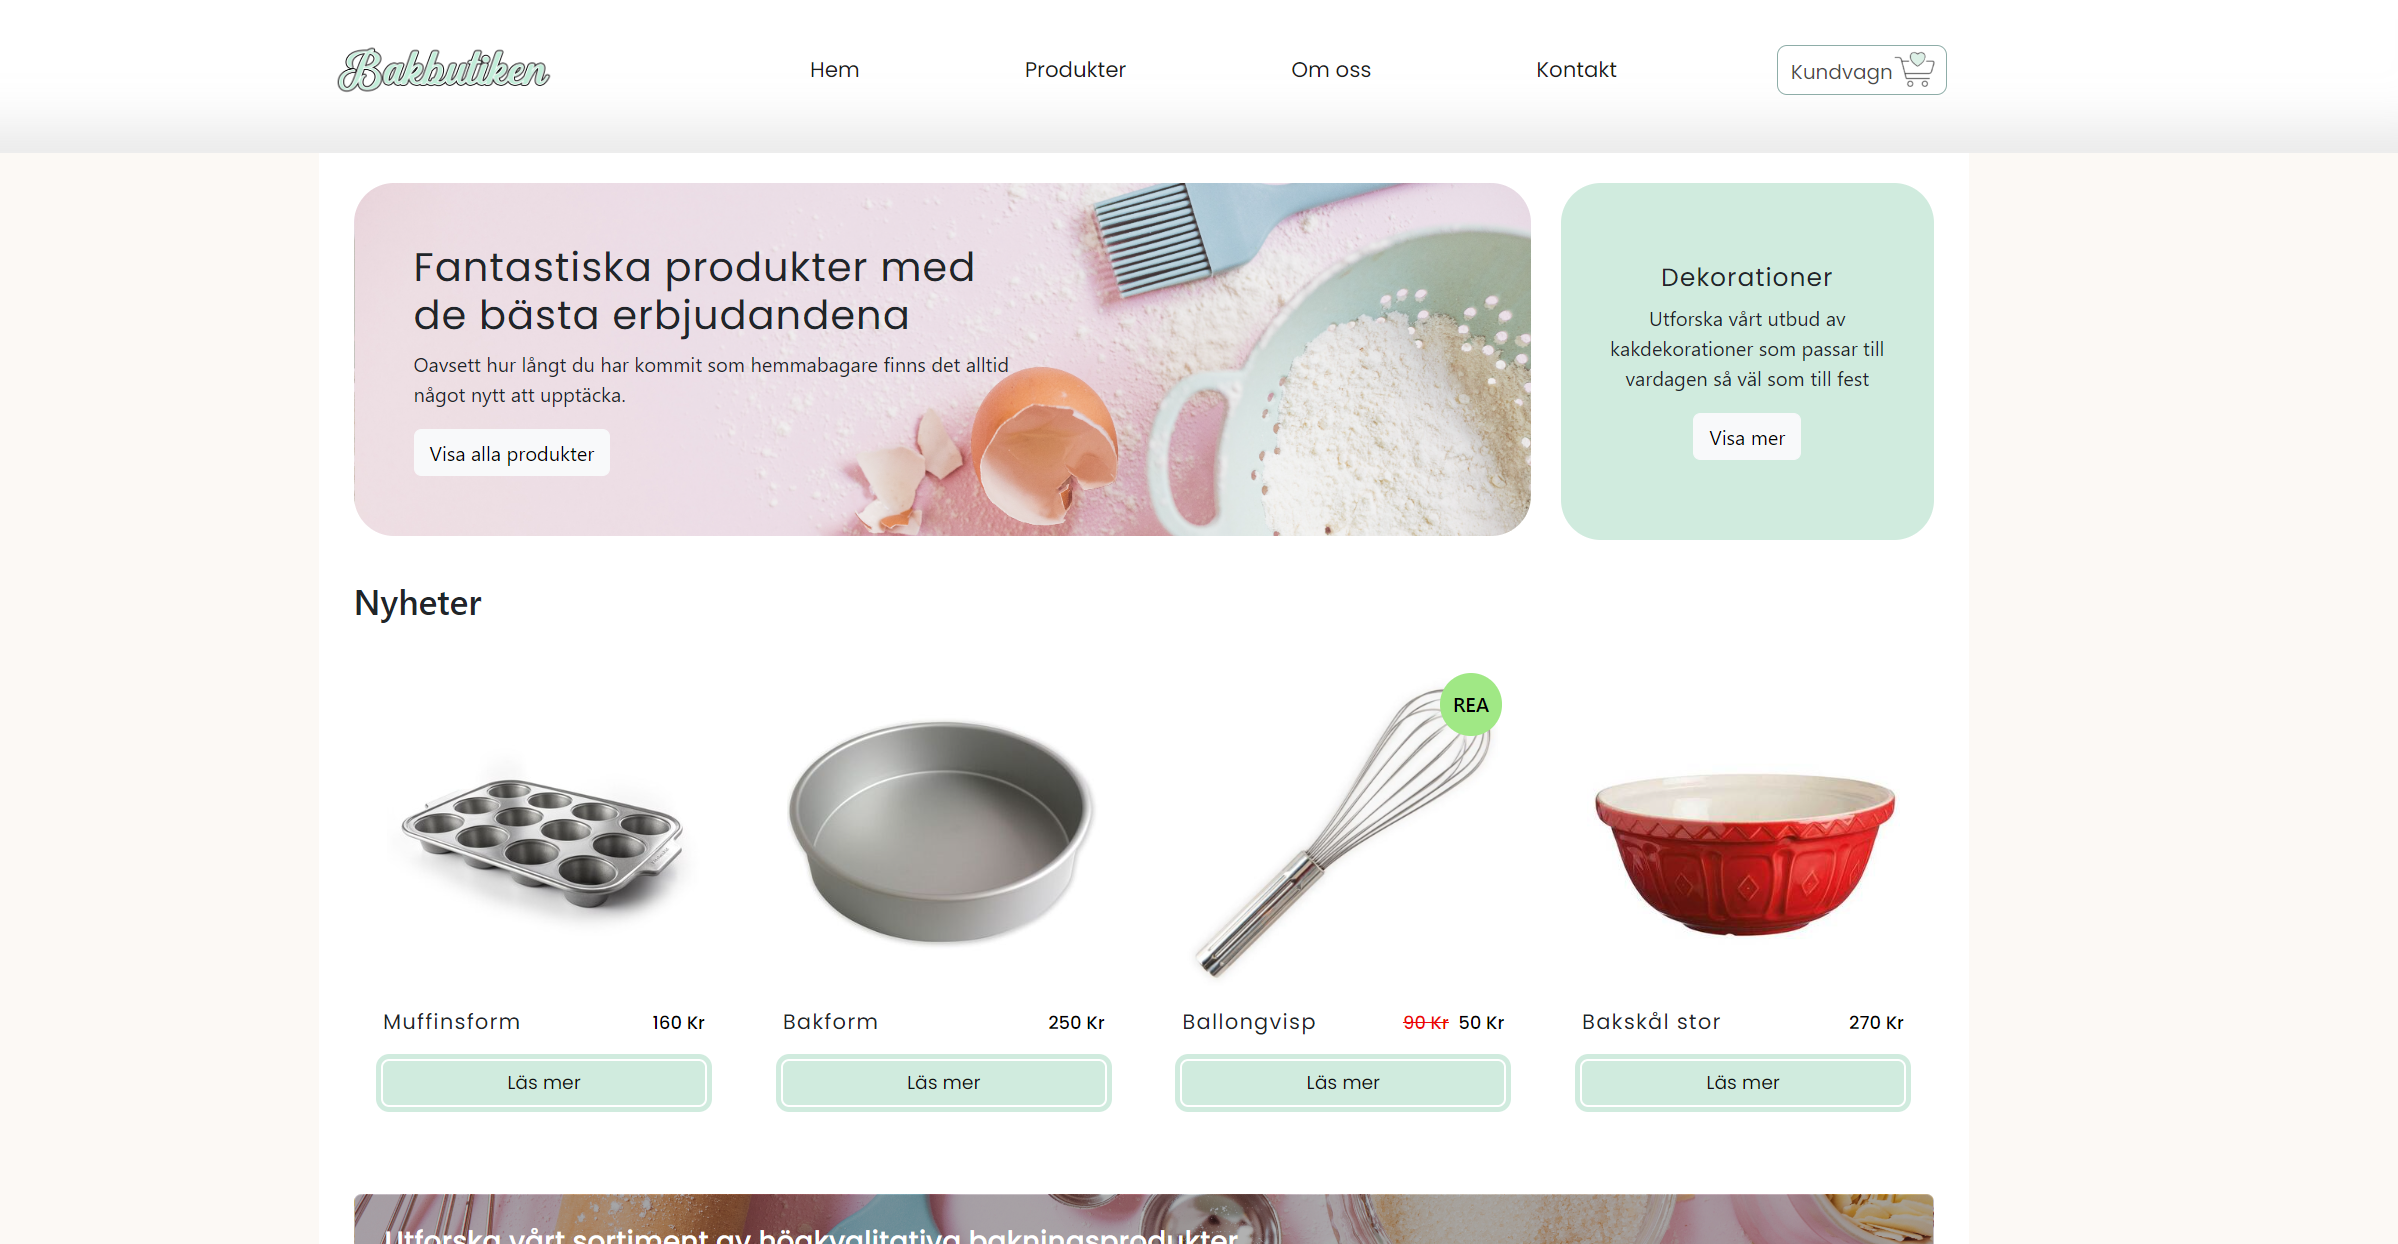 Bakbutiken
Hem
Produkter
Om oss
Kontakt
Kundvagn
Fantastiska produkter med
de bästa erbjudandena
Oavsett hur långt du har kommit som hemmabagare finns det alltid
något nytt att upptäcka.
Visa alla produkter
Dekorationer
Utforska vårt utbud av
kakdekorationer som passar till
vardagen så väl som till fest
Visa mer
Nyheter
REA
Muffinsform
160 Kr
Läs mer
Bakform
250 Kr
Läs mer
Ballongvisp
90 Kr 50 Kr
Läs mer
Bakskål stor
270 Kr
Läs mer
Utforska vårt sortiment av högkvalitativa bakningsprodukter